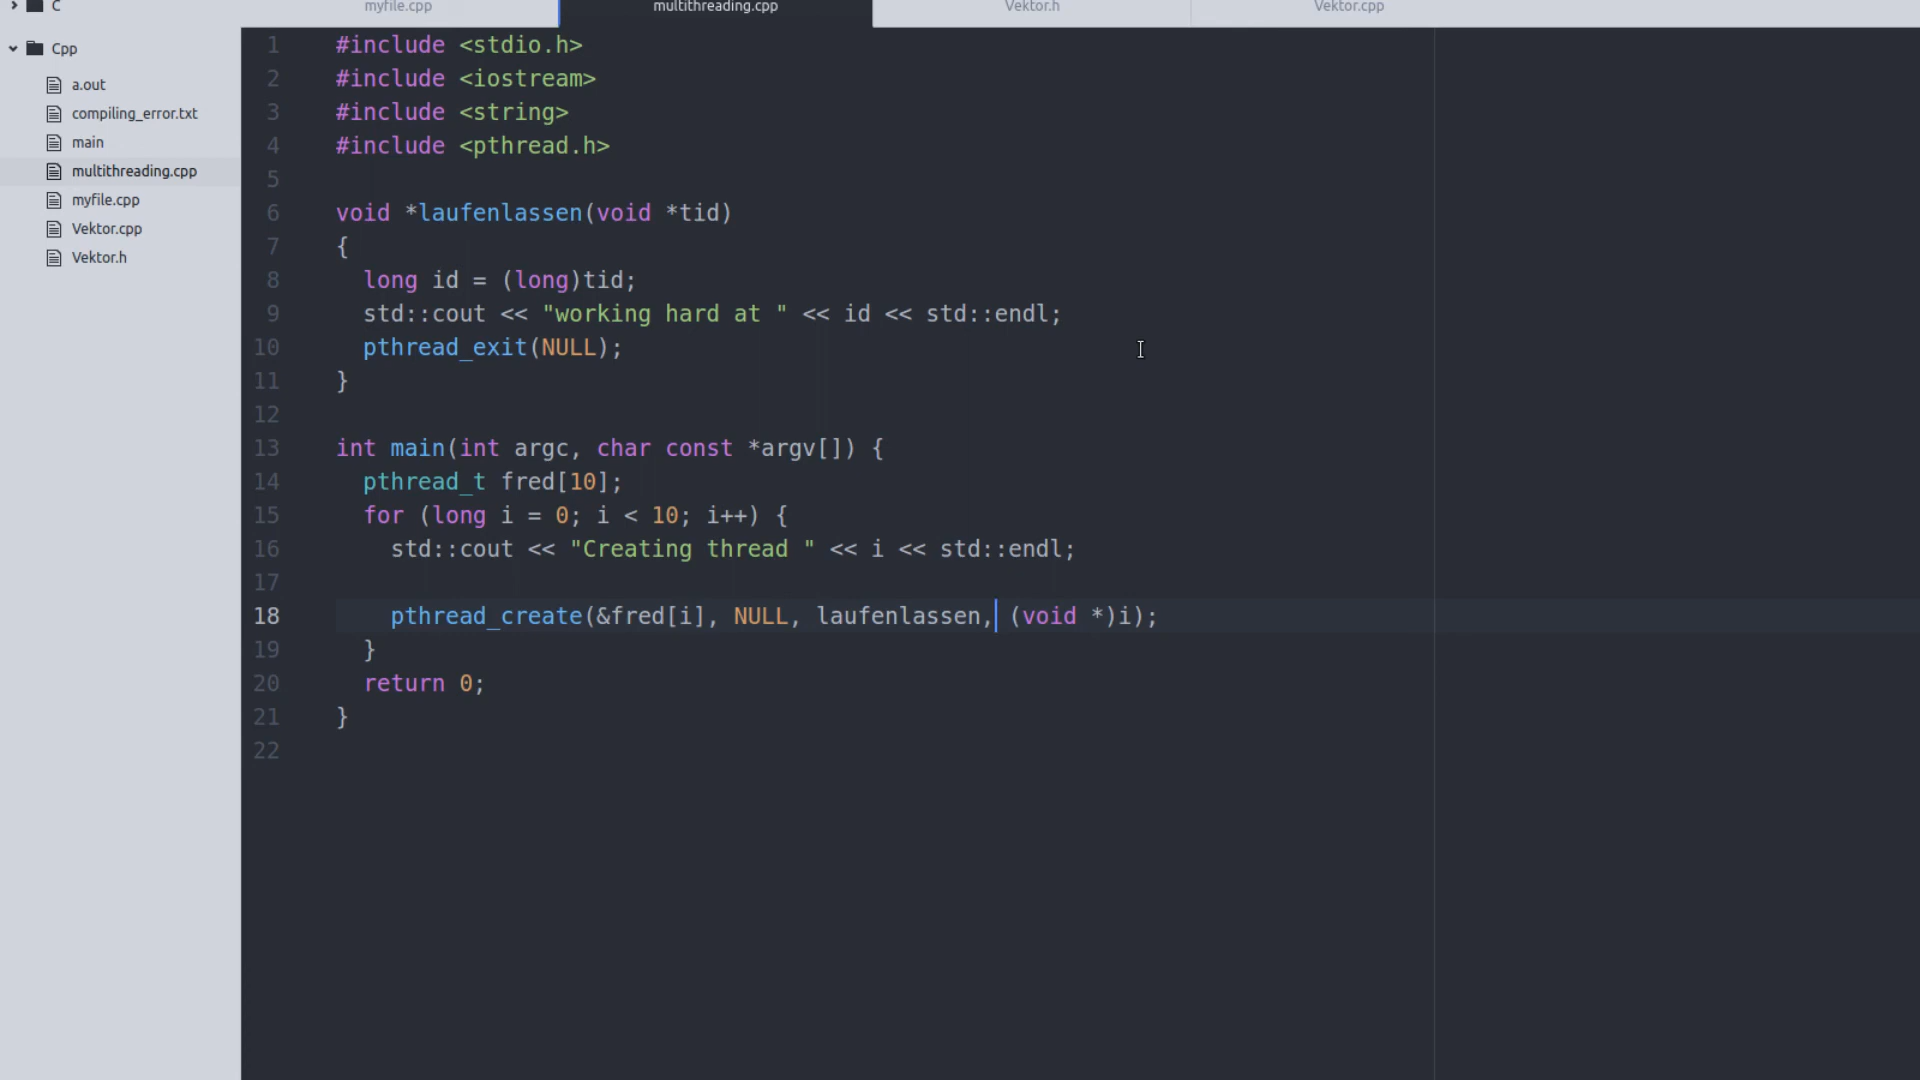 C
myfile.cpp
multithreading.cpp
Vektor.h
Vektor.cpp
Cpp
a.out
compiling_error.txt
main
multithreading.cpp
myfile.cpp
Vektor.cpp
Vektor.h
1 #include <stdio.h>
2 #include <iostream>
3 #include <string>
4 #include <pthread.h>
5
6 void *laufenlassen(void *tid)
7 {
8   long id = (long)tid;
9   std::cout << "working hard at " << id << std::endl;
10   pthread_exit(NULL);
11 }
12
13 int main(int argc, char const *argv[]) {
14   pthread_t fred[10];
15   for (long i = 0; i < 10; i++) {
16     std::cout << "Creating thread " << i << std::endl;
17
18     pthread_create(&fred[i], NULL, laufenlassen, (void *)i);
19   }
20   return 0;
21 }
22